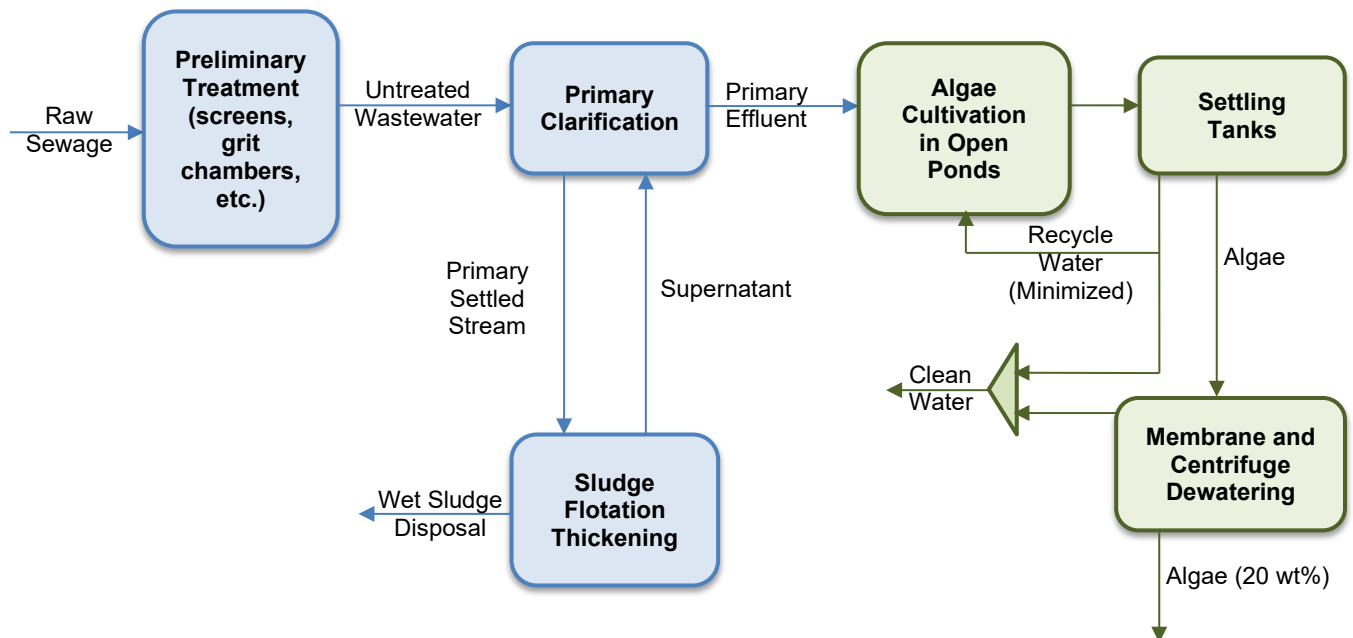 Preliminary
Treatment
(screens,
grit
chambers,
etc.)
Raw
Sewage
Untreated
Wastewater
Primary
Clarification
Primary
Effluent
Algae
Cultivation
in Open
Ponds
Settling
Tanks
Recycle
Water
(Minimized)
Algae
Primary
Settled
Stream
Supernatant
Clean
Water
Membrane and
Centrifuge
Dewatering
Sludge
Flotation
Thickening
Wet Sludge
Disposal
Algae (20 wt%)